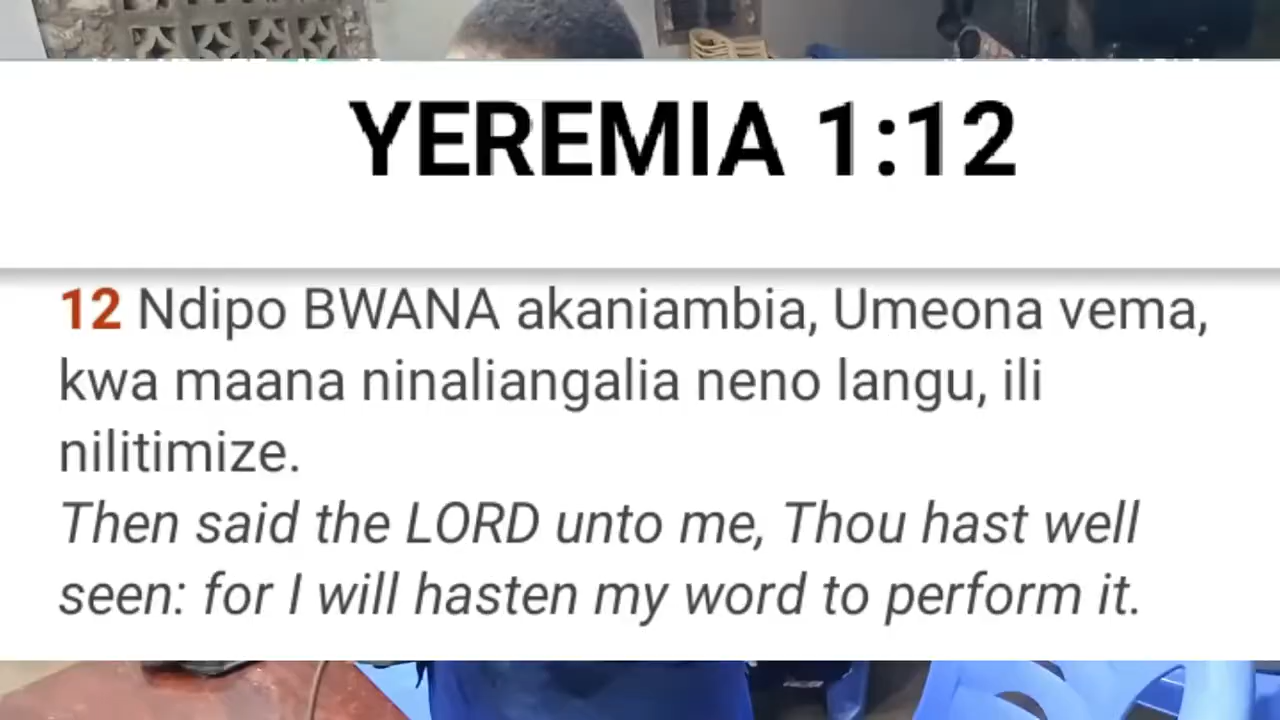 YEREMIA 1:12
12 Ndipo BWANA akaniambia, Umeona vema,
kwa maana ninaliangalia neno langu, ili
nilitimize.
Then said the LORD unto me, Thou hast well
seen: for I will hasten my word to perform it.